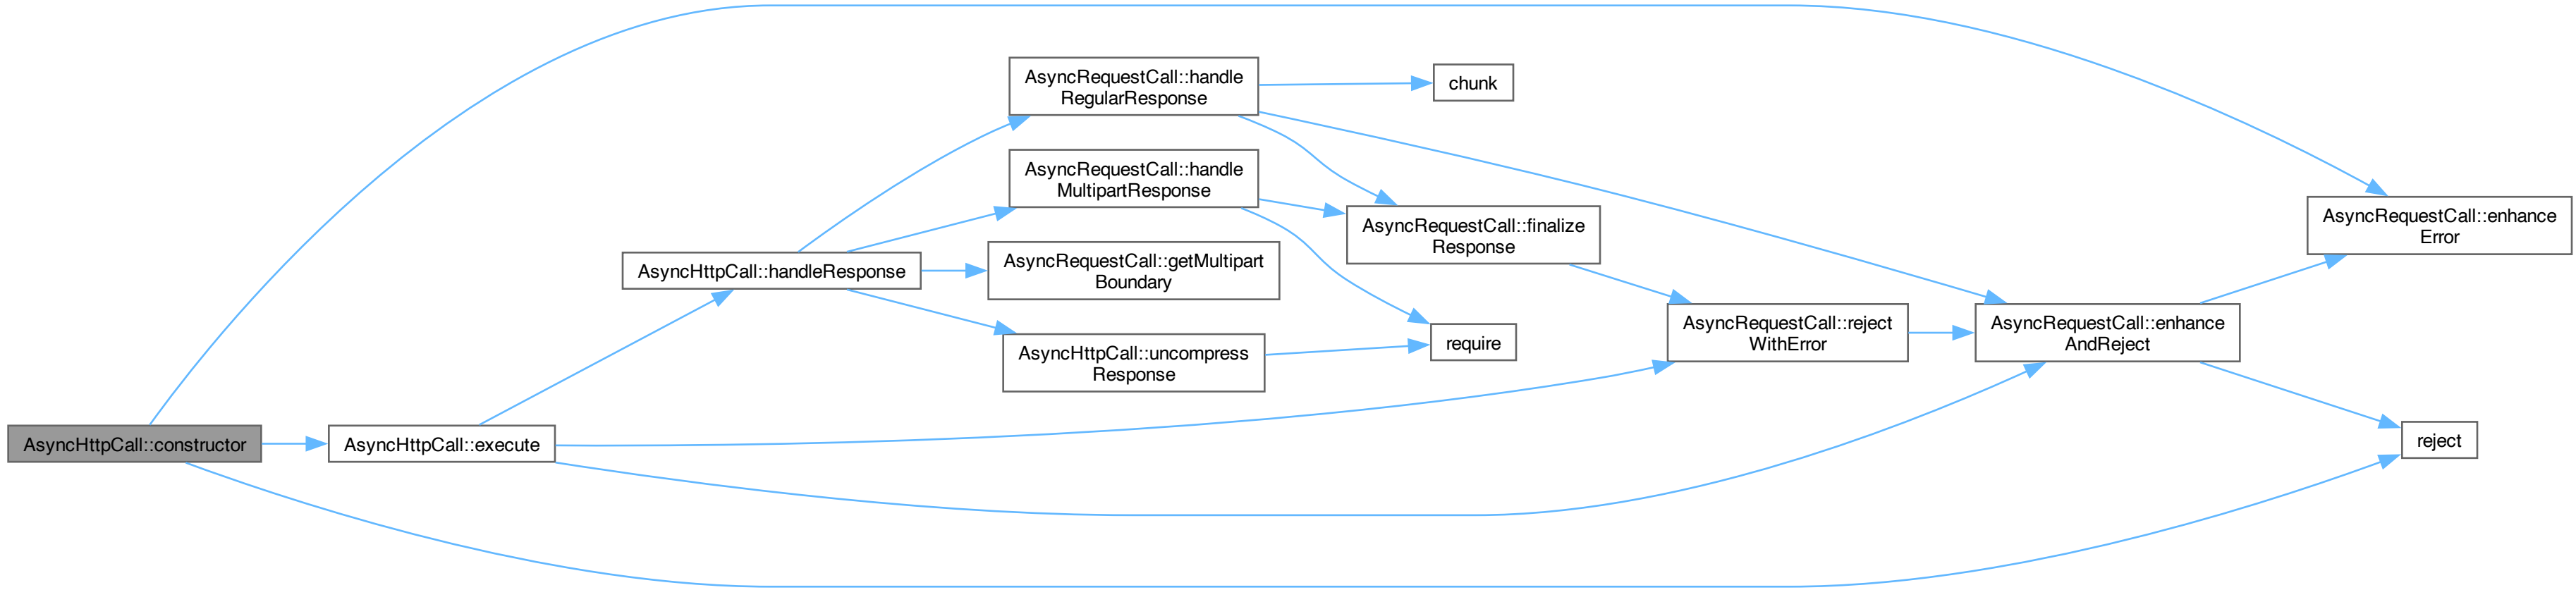 AsyncHttpCall::constructor
AsyncHttpCall::execute
AsyncHttpCall::handleResponse
AsyncRequestCall::handle
RegularResponse
AsyncRequestCall::handle
MultipartResponse
AsyncRequestCall::getMultipart
Boundary
AsyncHttpCall::uncompress
Response
chunk
AsyncRequestCall::finalize
Response
require
AsyncRequestCall::reject
WithError
AsyncRequestCall::enhance
AndReject
AsyncRequestCall::enhance
Error
reject